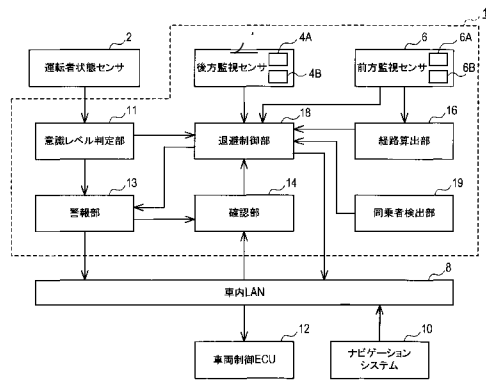 1
2
4A
6
6A
運転者状態センサ
後方監視センサ
4B
前方監視センサ
6B
11
18
16
意識レベル判定部
退避制御部
経路算出部
13
14
19
警報部
確認部
同乗者検出部
8
車内LAN
12
10
車両制御ECU
ナビゲーション
システム